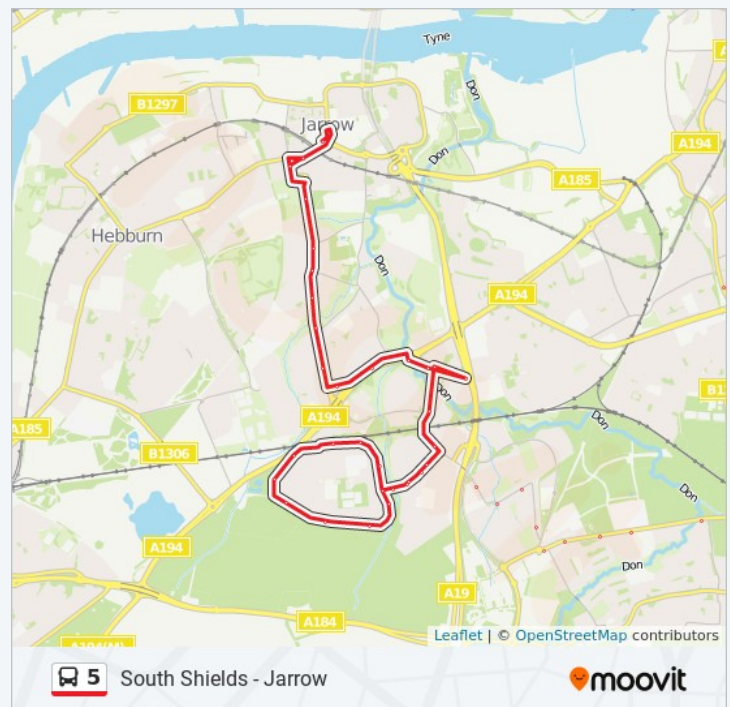 Tyne
A
Don
B1297
Jarrow
A194
Don
A185
Hebburn
Don
A194
Don
B1
A194
Don
A185
B1306
Don
A194
Don
A19
A184
A194(M)
Leaflet | © OpenStreetMap contributors
5 South Shields - Jarrow
moovit